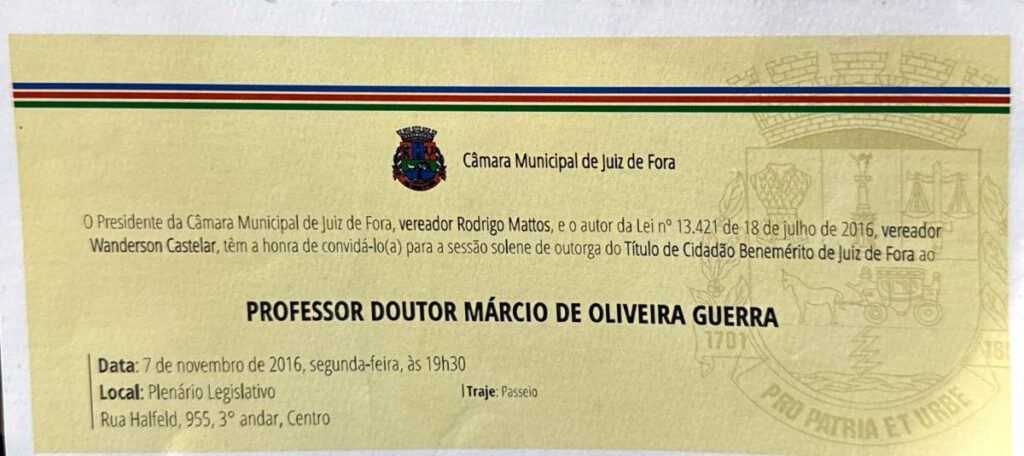 Câmara Municipal de Juiz de Fora
O Presidente da Câmara Municipal de Juiz de Fora, vereador Rodrigo Mattos, e o autor da Lei nº 13.421 de 18 de julho de 2016, vereador
Wanderson Castelar, têm a honra de convidá-lo(a) para a sessão solene de outorga do Título de Cidadão Benemérito de Juiz de Fora ao
PROFESSOR DOUTOR MÁRCIO DE OLIVEIRA GUERRA
Data: 7 de novembro de 2016, segunda-feira, às 19h30
Local: Plenário Legislativo
Traje: Passeio
Rua Halfeld, 955, 3° andar, Centro
1701
PRO PATRIA ET URBE